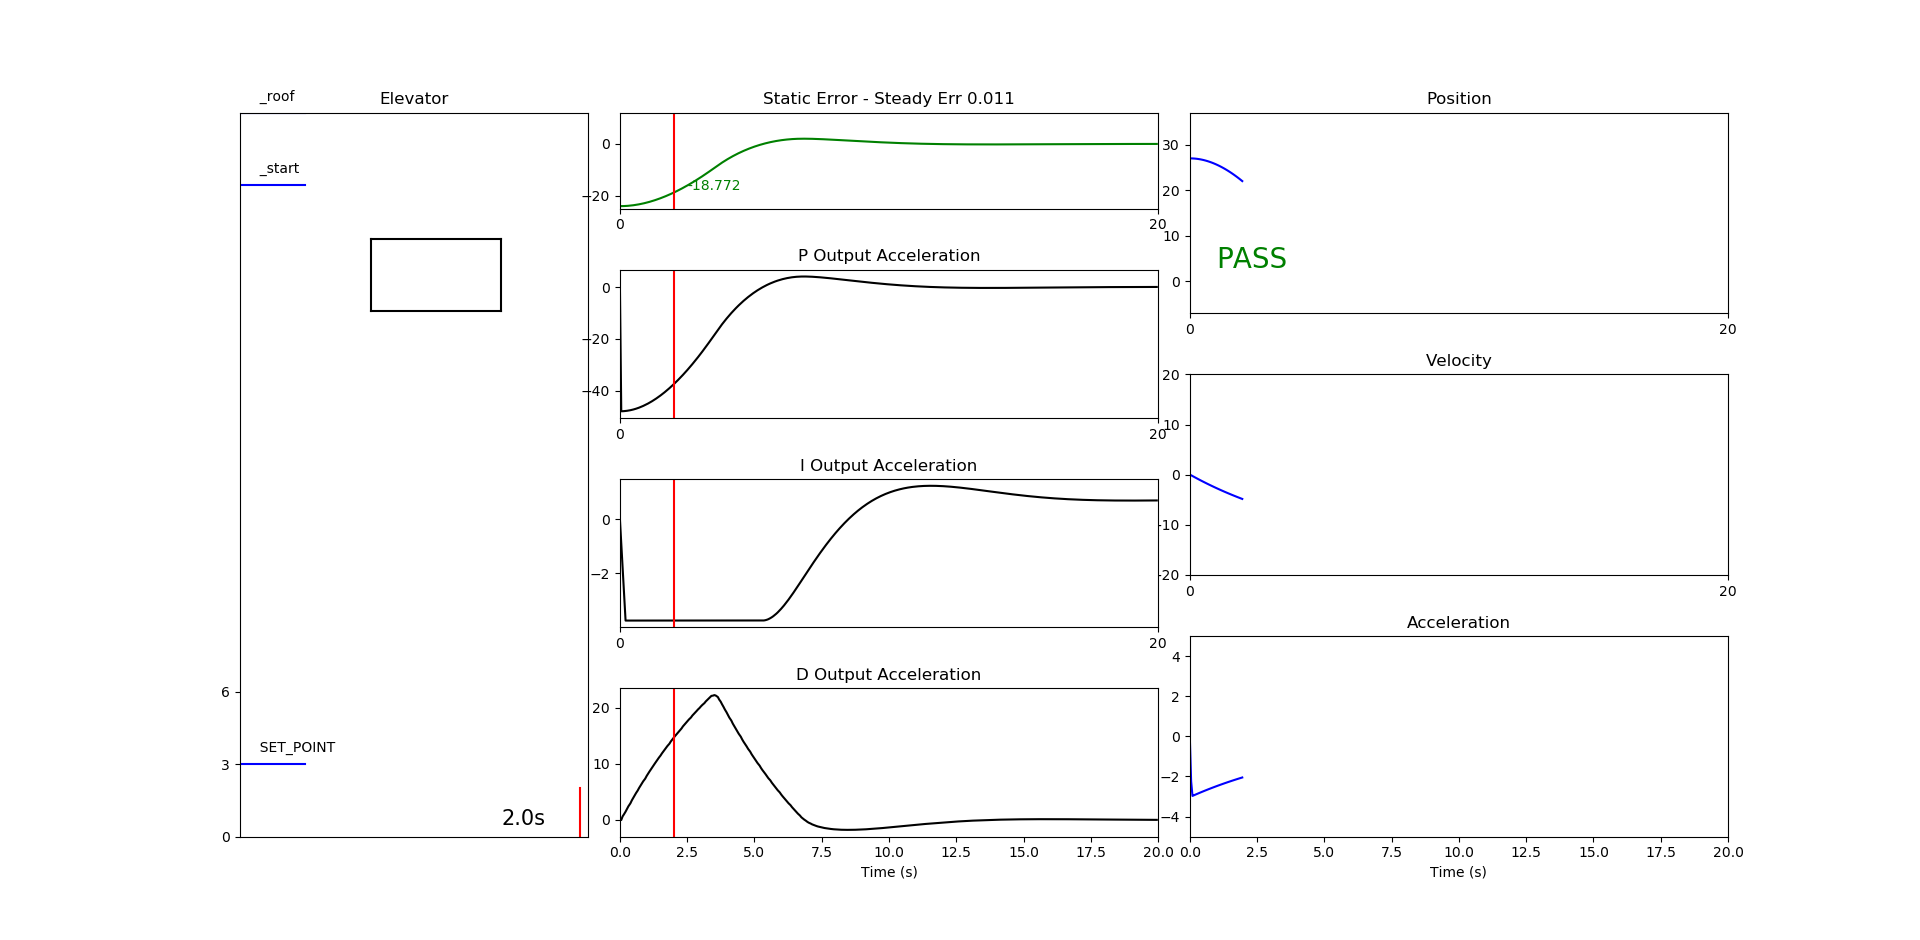 _roof
Elevator
_start
6
SET_POINT
3
2.0s
0
Static Error - Steady Err 0.011
0
−20
-18.772
0
20
P Output Acceleration
0
−20
−40
0
20
I Output Acceleration
0
−2
0
20
D Output Acceleration
20
10
0
0.0 2.5 5.0 7.5 10.0 12.5 15.0 17.5 20.0
Time (s)
Position
30
20
10
0
PASS
0
20
Velocity
20
10
0
-10
-20
0
20
Acceleration
4
2
0
−2
−4
0.0 2.5 5.0 7.5 10.0 12.5 15.0 17.5 20.0
Time (s)